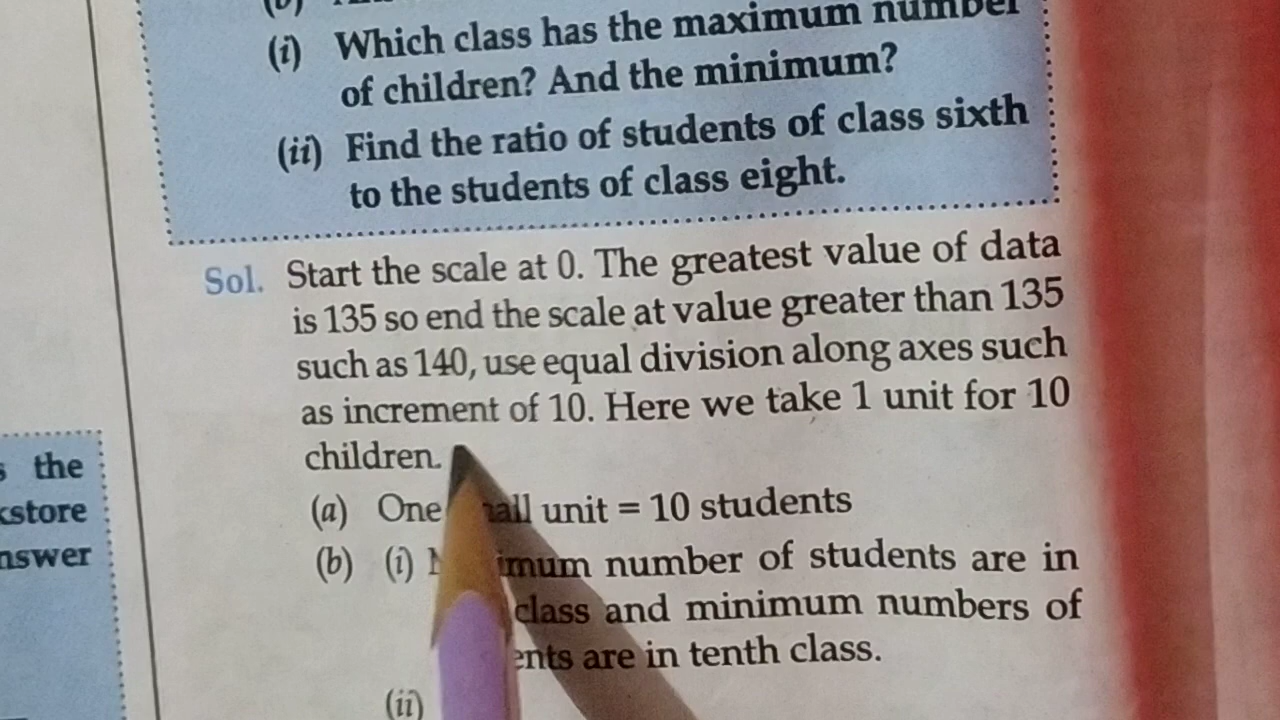 (i) Which class has the maximum number
of children? And the minimum?
(ii) Find the ratio of students of class sixth
to the students of class eight.
Sol. Start the scale at 0. The greatest value of data
is 135 so end the scale at value greater than 135
such as 140, use equal division along axes such
as increment of 10. Here we take 1 unit for 10
children.
(a) One unit = 10 students
(b) (i) number of students are in
class and minimum numbers of
are in tenth class.
(ii)
the